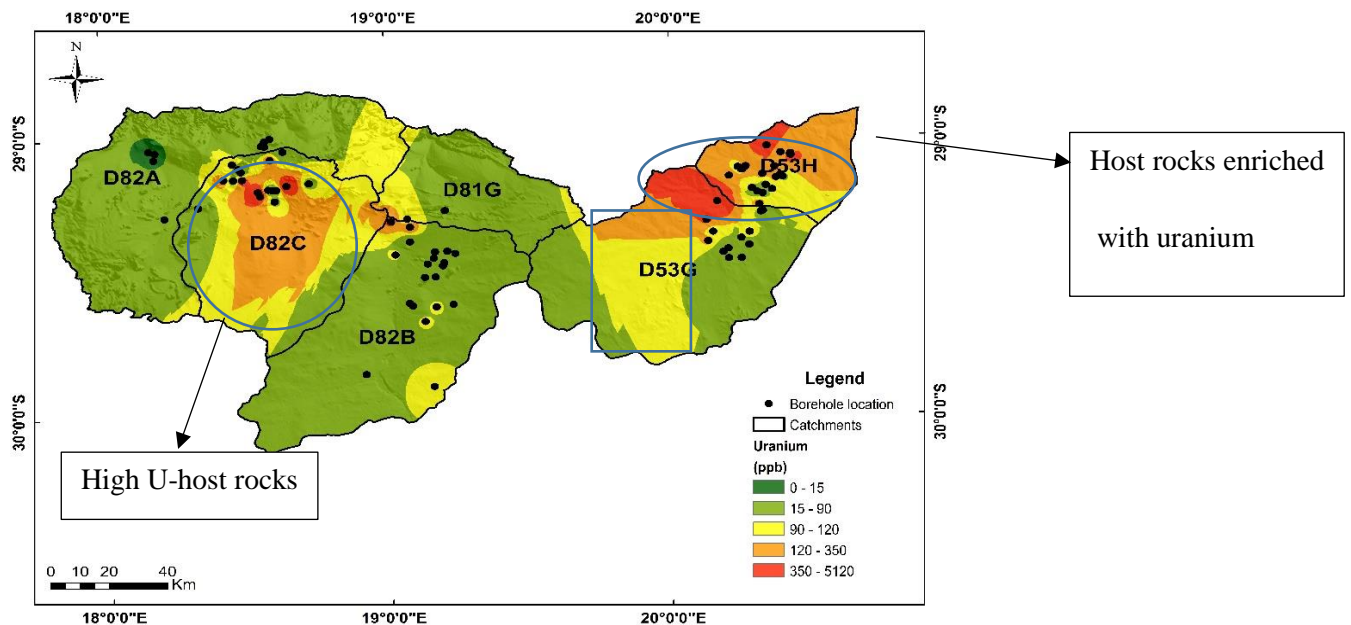 18°0'0"E
19°0'0"E
20°0'0"E
N
29°0'0"S
29°0'0"S
D82A
D81G
D53H
D82C
D53G
D82B
Host rocks enriched
with uranium
High U-host rocks
30°0'0"S
30°0'0"S
Legend
Borehole location
Catchments
Uranium
(ppb)
0 - 15
15 - 90
90 - 120
120 - 350
350 - 5120
0 10 20 40
Km
18°0'0"E
19°0'0"E
20°0'0"E